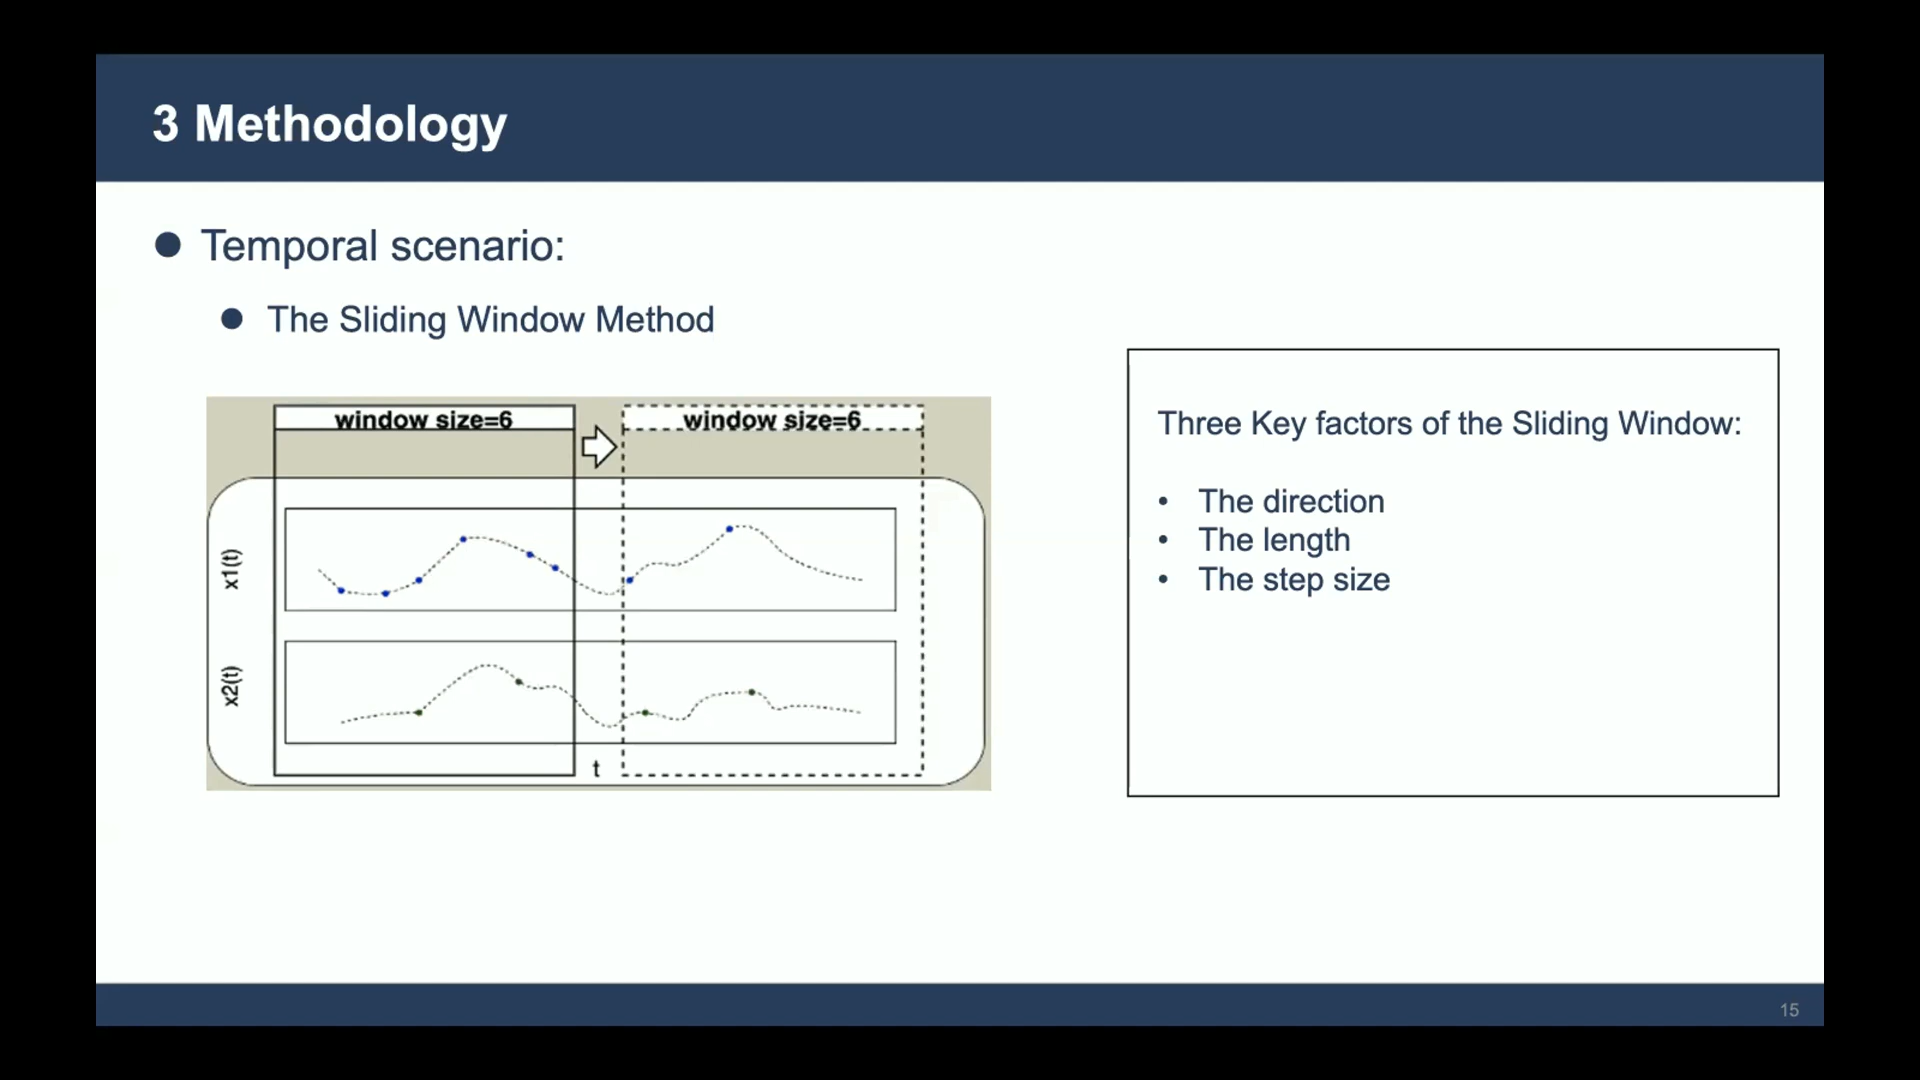 3 Methodology
Temporal scenario:
The Sliding Window Method
window size=6
window size=6
x1(t)
x2(t)
t
Three Key factors of the Sliding Window:
• The direction
• The length
• The step size
15